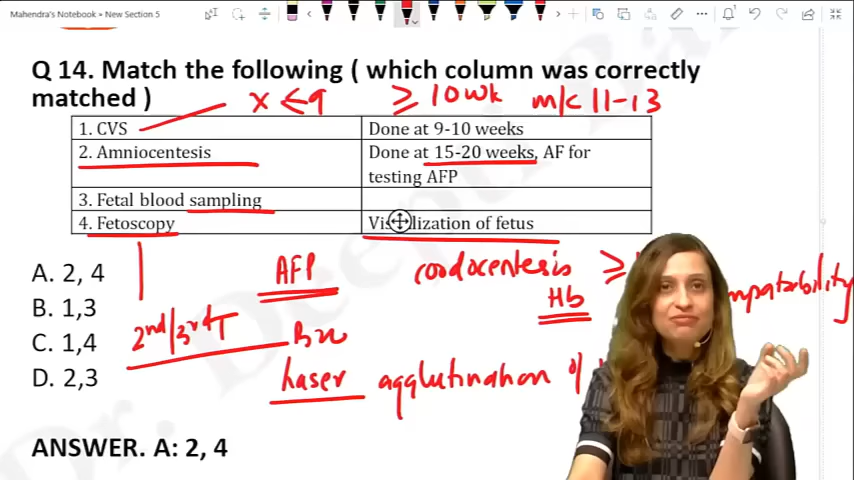 Mahendra's Notebook » New Section 5
Q 14. Match the following ( which column was correctly
matched )
x <9 ≥ 10wk m/c 11-13
1. CVS Done at 9-10 weeks
2. Amniocentesis Done at 15-20 weeks, AF for
testing AFP
3. Fetal blood sampling
4. Fetoscopy Visualization of fetus
A. 2, 4
B. 1,3
C. 1,4
D. 2,3
AFP
cordocentesis ≥
Hb
2nd/3rd T
Bx
laser agglutination of
ANSWER. A: 2, 4